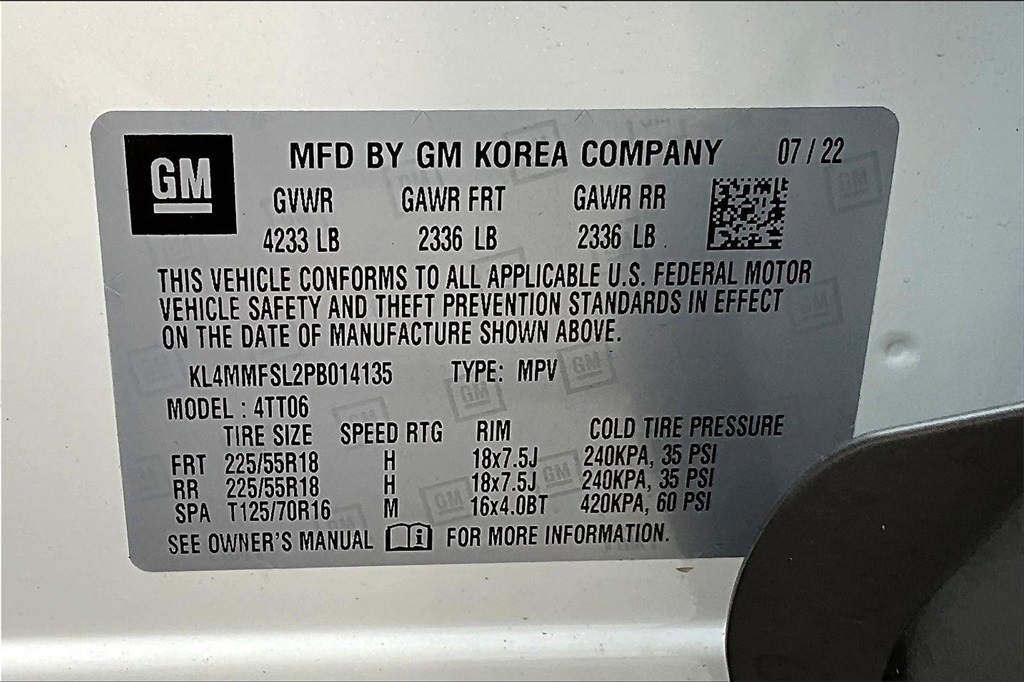 GM
MFD BY GM KOREA COMPANY 07 / 22
GVWR GAWR FRT GAWR RR
4233 LB 2336 LB 2336 LB
THIS VEHICLE CONFORMS TO ALL APPLICABLE U.S. FEDERAL MOTOR
VEHICLE SAFETY AND THEFT PREVENTION STANDARDS IN EFFECT
ON THE DATE OF MANUFACTURE SHOWN ABOVE.
KL4MMFSL2PB014135 TYPE: MPV
MODEL : 4TT06
TIRE SIZE SPEED RTG RIM COLD TIRE PRESSURE
FRT 225/55R18 H 18x7.5J 240KPA, 35 PSI
RR 225/55R18 H 18x7.5J 240KPA, 35 PSI
SPA T125/70R16 M 16x4.0BT 420KPA, 60 PSI
SEE OWNER'S MANUAL i FOR MORE INFORMATION.